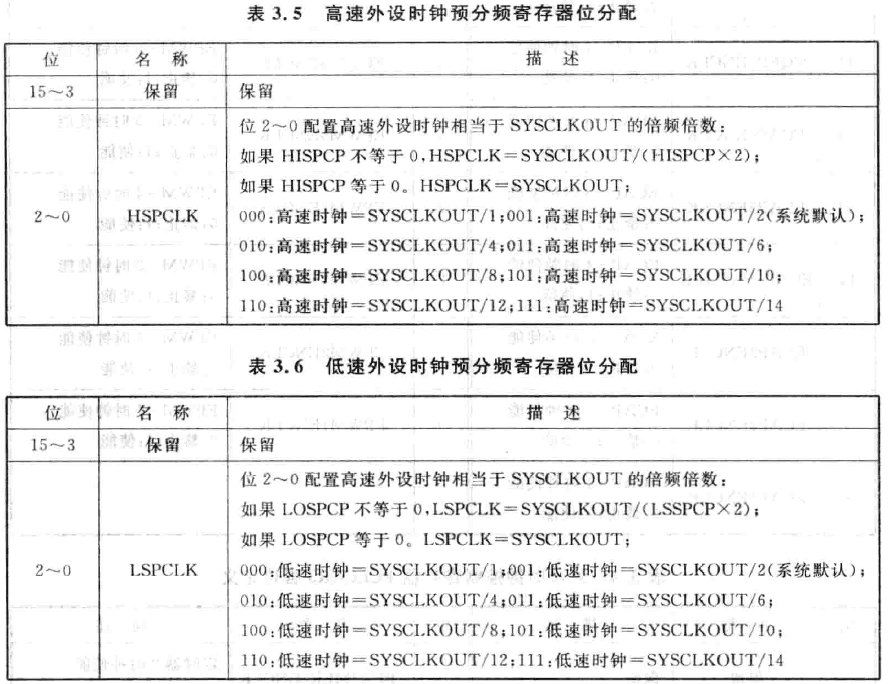 表 3.5 高速外设时钟预分频寄存器位分配
位 名 称 描 述
15～3 保留 保留
位 2～0 配置高速外设时钟相当于 SYSCLKOUT 的倍频倍数:
如果 HISPCP 不等于 0,HSPCLK=SYSCLKOUT/(HISPCP×2);
如果 HISPCP 等于 0。HSPCLK=SYSCLKOUT;
2～0 HSPCLK 000:高速时钟=SYSCLKOUT/1;001:高速时钟=SYSCLKOUT/2(系统默认);
010:高速时钟=SYSCLKOUT/4;011:高速时钟=SYSCLKOUT/6;
100:高速时钟=SYSCLKOUT/8;101:高速时钟=SYSCLKOUT/10;
110:高速时钟=SYSCLKOUT/12;111:高速时钟=SYSCLKOUT/14
表 3.6 低速外设时钟预分频寄存器位分配
位 名 称 描 述
15～3 保留 保留
位 2～0 配置高速外设时钟相当于 SYSCLKOUT 的倍频倍数:
如果 LOSPCP 不等于 0,LSPCLK=SYSCLKOUT/(LSSPCP×2);
如果 LOSPCP 等于 0。LSPCLK=SYSCLKOUT;
2～0 LSPCLK 000:低速时钟=SYSCLKOUT/1;001:低速时钟=SYSCLKOUT/2(系统默认);
010:低速时钟=SYSCLKOUT/4;011:低速时钟=SYSCLKOUT/6;
100:低速时钟=SYSCLKOUT/8;101:低速时钟=SYSCLKOUT/10;
110:低速时钟=SYSCLKOUT/12;111:低速时钟=SYSCLKOUT/14